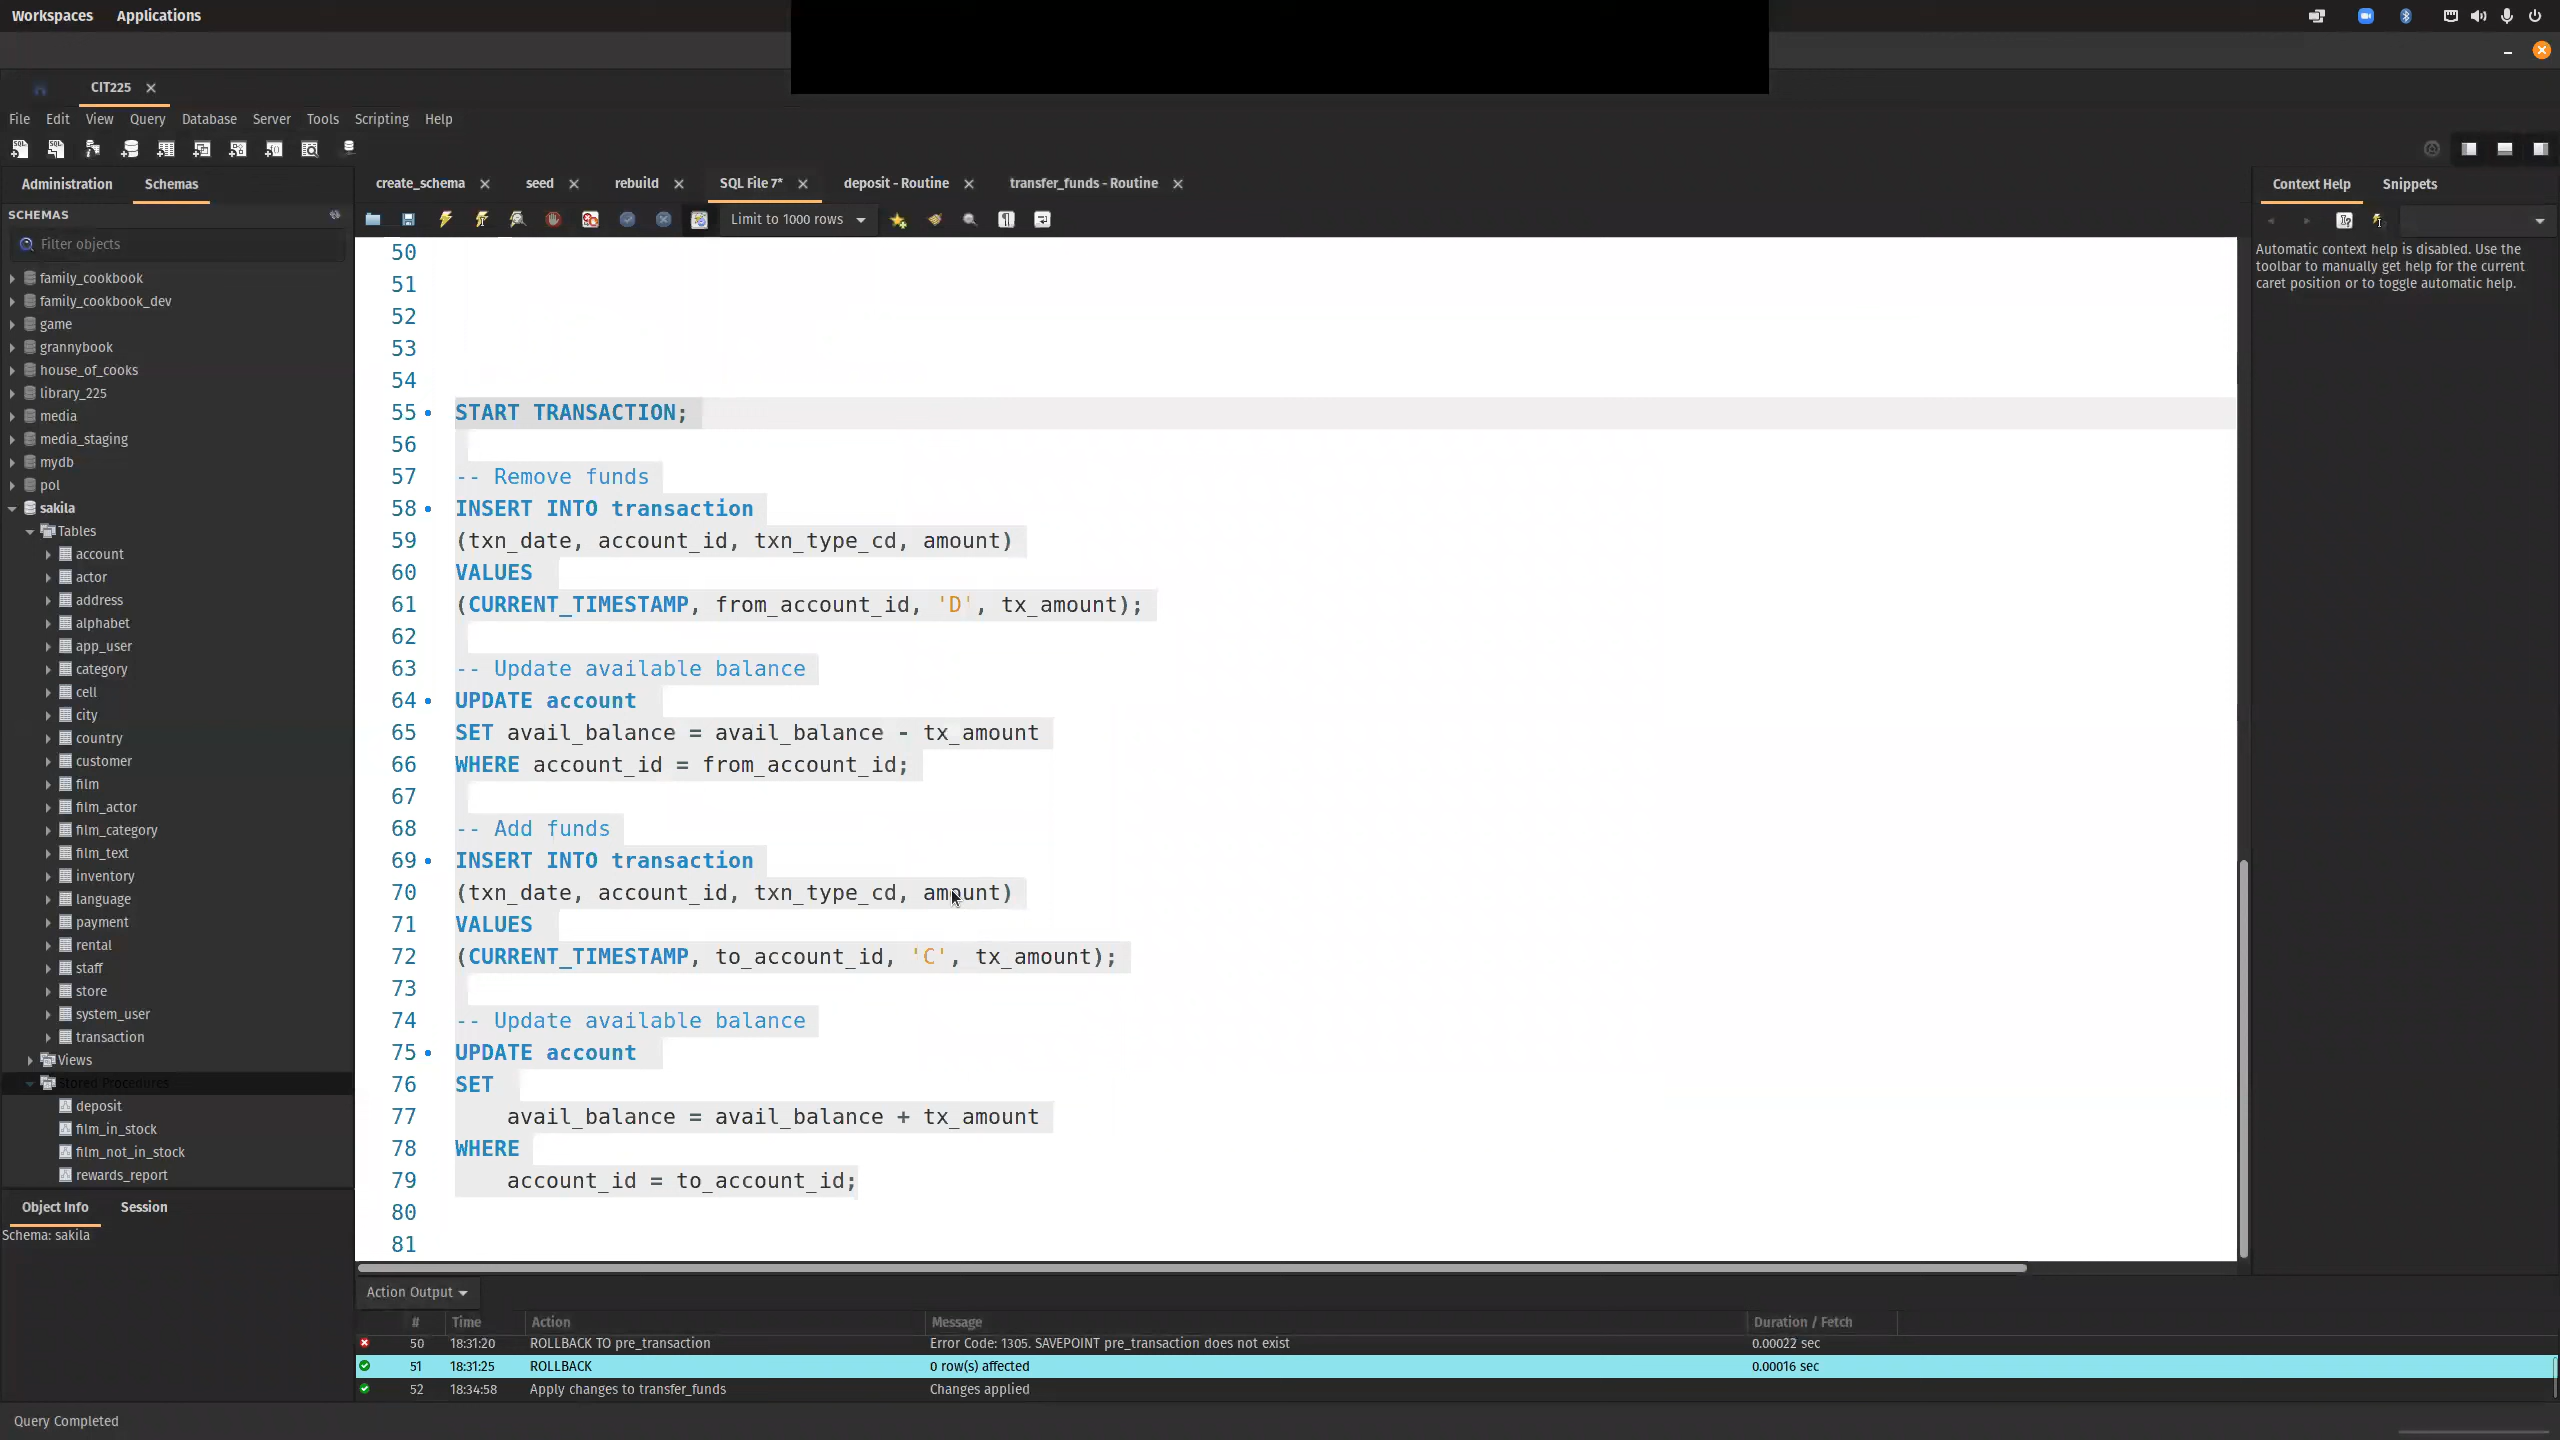 Workspaces Applications
CIT225
File Edit View Query Database Server Tools Scripting Help
Administration Schemas
SCHEMAS
Filter objects
family_cookbook
family_cookbook_dev
game
grannybook
house_of_cooks
library_225
media
media_staging
mydb
pol
sakila
Tables
account
actor
address
alphabet
app_user
category
cell
city
country
customer
film
film_actor
film_category
film_text
inventory
language
payment
rental
staff
store
system_user
transaction
Views
Stored Procedures
deposit
film_in_stock
film_not_in_stock
rewards_report
Object Info Session
Schema: sakila
create_schema seed rebuild SQL File 7* deposit - Routine transfer_funds - Routine
Limit to 1000 rows
50
51
52
53
54
55 START TRANSACTION;
56
57 -- Remove funds
58 INSERT INTO transaction
59 (txn_date, account_id, txn_type_cd, amount)
60 VALUES
61 (CURRENT_TIMESTAMP, from_account_id, 'D', tx_amount);
62
63 -- Update available balance
64 UPDATE account
65 SET avail_balance = avail_balance - tx_amount
66 WHERE account_id = from_account_id;
67
68 -- Add funds
69 INSERT INTO transaction
70 (txn_date, account_id, txn_type_cd, amount)
71 VALUES
72 (CURRENT_TIMESTAMP, to_account_id, 'C', tx_amount);
73
74 -- Update available balance
75 UPDATE account
76 SET
77 avail_balance = avail_balance + tx_amount
78 WHERE
79 account_id = to_account_id;
80
81
Context Help Snippets
Automatic context help is disabled. Use the
toolbar to manually get help for the current
caret position or to toggle automatic help.
Action Output
# Time Action Message Duration / Fetch
50 18:31:20 ROLLBACK TO pre_transaction Error Code: 1305. SAVEPOINT pre_transaction does not exist 0.00022 sec
51 18:31:25 ROLLBACK 0 row(s) affected 0.00016 sec
52 18:34:58 Apply changes to transfer_funds Changes applied
Query Completed